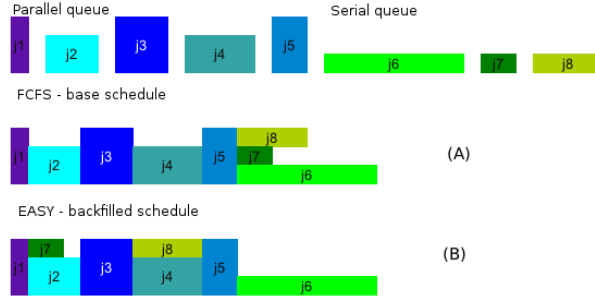 Parallel queue Serial queue
j1 j2 j3 j4 j5 j6 j7 j8
FCFS - base schedule
j8
j1 j2 j3 j4 j5 j7 (A)
j6
EASY - backfilled schedule
j7 j8 (B)
j1 j2 j3 j4 j5
j6